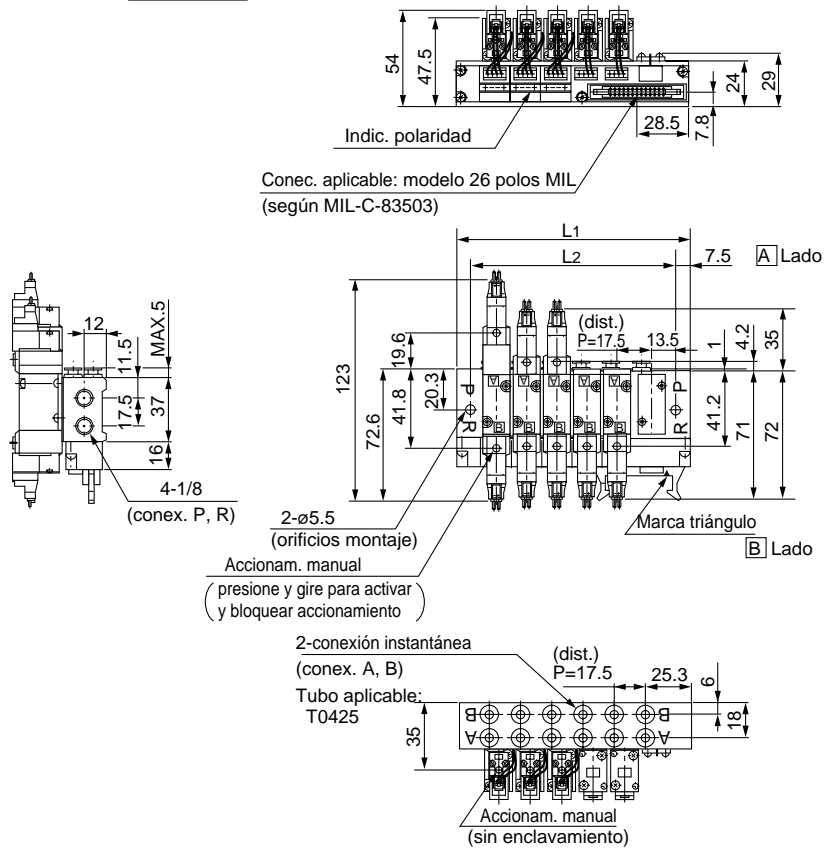 54
47.5
24
29
7.8
28.5
Indic. polaridad
Conec. aplicable: modelo 26 polos MIL
(según MIL-C-83503)
L1
L2
7.5
A Lado
12
MAX.5
11.5
17.5
37
16
4-1/8
(conex. P, R)
123
72.6
19.6
41.8
20.3
(dist.)
P=17.5
13.5
1
4.2
35
41.2
71
72
P
R
P
R
A
A
A
A
A
B
B
B
B
B
2-ø5.5
(orificios montaje)
Marca triángulo
B Lado
Accionam. manual
( presione y gire para activar
y bloquear accionamiento )
2-conexión instantánea
(conex. A, B)
Tubo aplicable:
T0425
(dist.)
P=17.5
25.3
6
18
35
B
B
A
A
Accionam. manual
(sin enclavamiento)